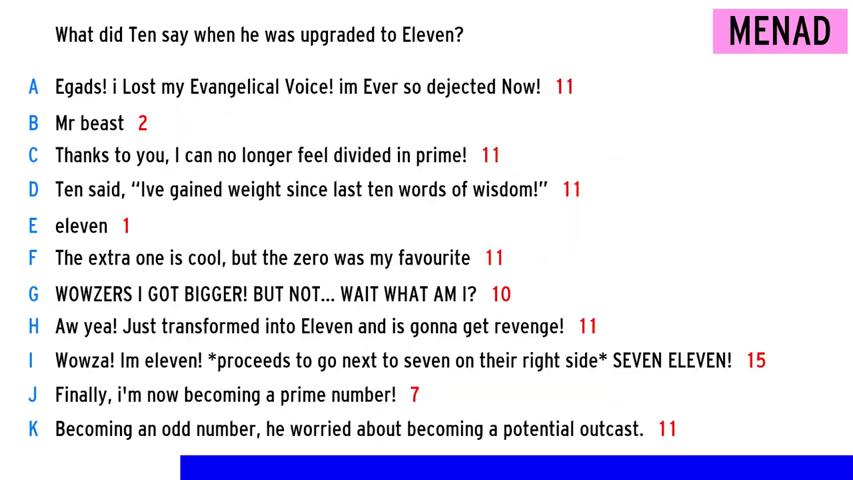 What did Ten say when he was upgraded to Eleven?
MENAD
A Egads! i Lost my Evangelical Voice! im Ever so dejected Now! 11
B Mr beast 2
C Thanks to you, I can no longer feel divided in prime! 11
D Ten said, “Ive gained weight since last ten words of wisdom!” 11
E eleven 1
F The extra one is cool, but the zero was my favourite 11
G WOWZERS I GOT BIGGER! BUT NOT... WAIT WHAT AM I? 10
H Aw yea! Just transformed into Eleven and is gonna get revenge! 11
I Wowza! Im eleven! *proceeds to go next to seven on their right side* SEVEN ELEVEN! 15
J Finally, i'm now becoming a prime number! 7
K Becoming an odd number, he worried about becoming a potential outcast. 11